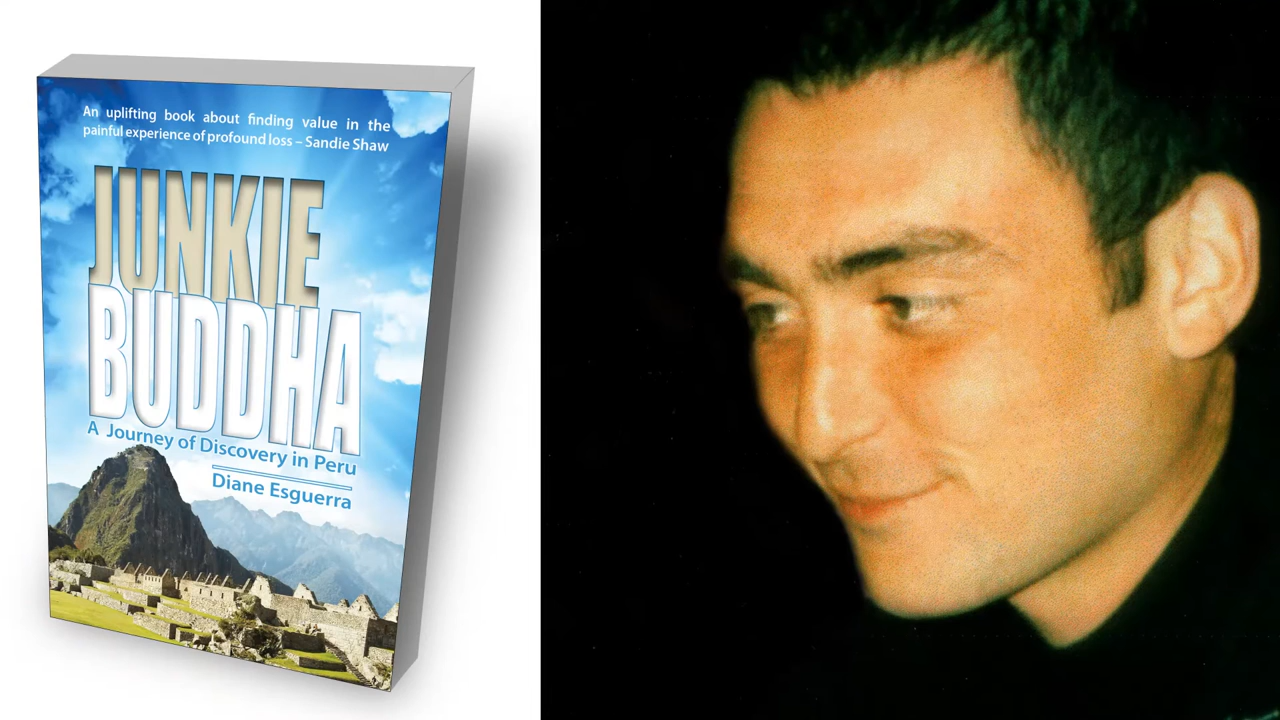 An uplifting book about finding value in the
painful experience of profound loss – Sandie Shaw
JUNKIE
BUDDHA
A Journey of Discovery in Peru
Diane Esguerra